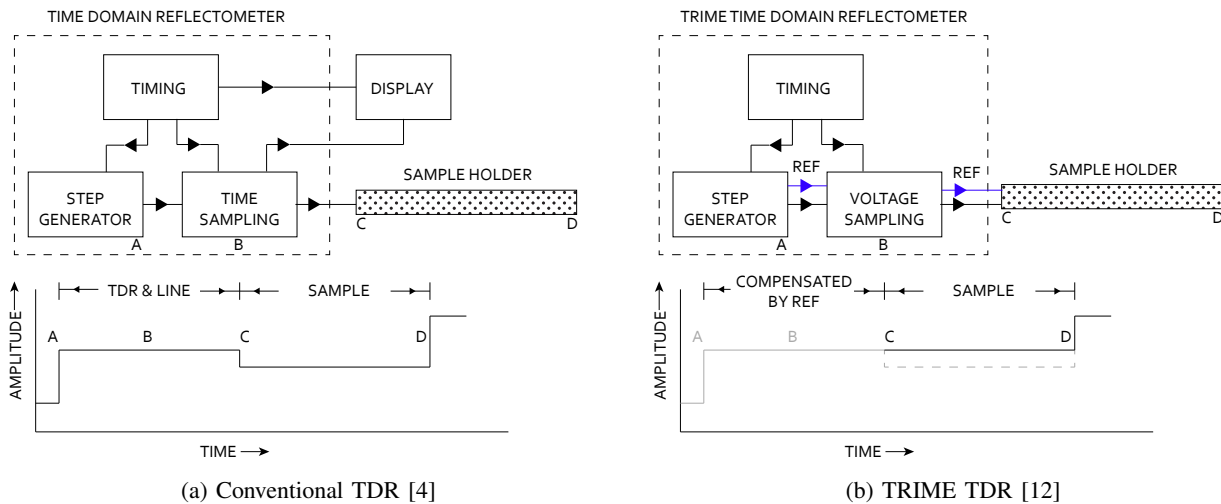 TIME DOMAIN REFLECTOMETER
TIMING
DISPLAY
STEP
GENERATOR
TIME
SAMPLING
SAMPLE HOLDER
A
B
C
D
TDR & LINE
SAMPLE
A
B
C
D
AMPLITUDE
TIME
(a) Conventional TDR [4]
TRIME TIME DOMAIN REFLECTOMETER
TIMING
REF
REF
STEP
GENERATOR
VOLTAGE
SAMPLING
SAMPLE HOLDER
A
B
C
D
COMPENSATED
BY REF
SAMPLE
A
B
C
D
AMPLITUDE
TIME
(b) TRIME TDR [12]